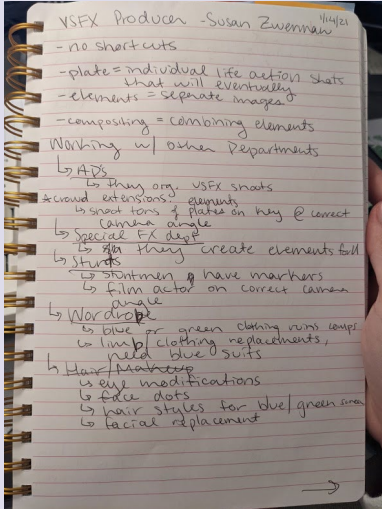 VSFX Producer - Susan Zwerman 1/14/21
- no shortcuts
- plate = individual life action shots
that will eventually
- elements = seperate images
- compositing = combining elements
Working w/ other Departments
↳ AD's
↳ they org. VSFX shots
* crowd extensions: elements
↳ shoot tons of plates on key @ correct
camera angle
↳ Special FX dept
↳ they create elements for
↳ Stunts
↳ stuntmen have markers
↳ film actor on correct camera
angle
↳ Wardrobe
↳ blue or green clothing ruins comps
↳ limb/clothing replacements,
need blue suits
↳ Hair/Makeup
↳ eye modifications
↳ face dots
↳ hair styles for blue/green screen
↳ facial replacement
→